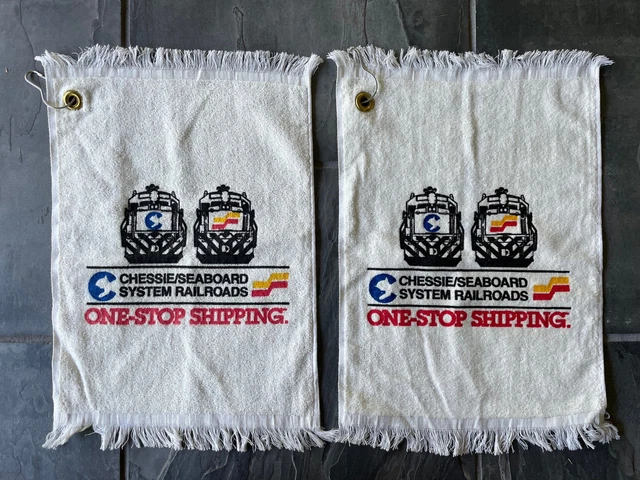 CHESSIE/SEABOARD
SYSTEM RAILROADS
ONE-STOP SHIPPING.
CHESSIE/SEABOARD
SYSTEM RAILROADS
ONE-STOP SHIPPING.